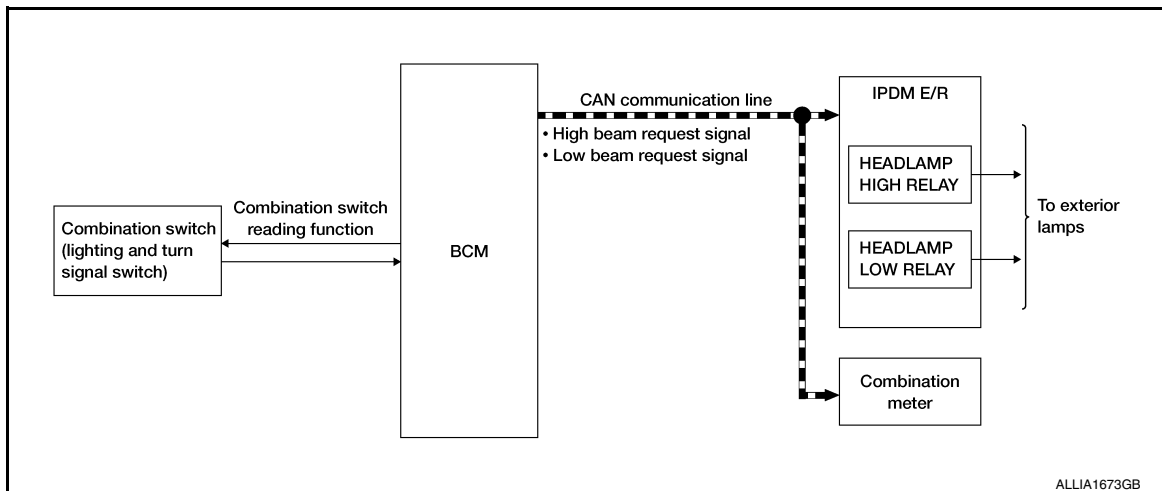 CAN communication line
• High beam request signal
• Low beam request signal
IPDM E/R
HEADLAMP
HIGH RELAY
HEADLAMP
LOW RELAY
To exterior
lamps
Combination switch
reading function
Combination switch
(lighting and turn
signal switch)
BCM
Combination
meter
ALLIA1673GB